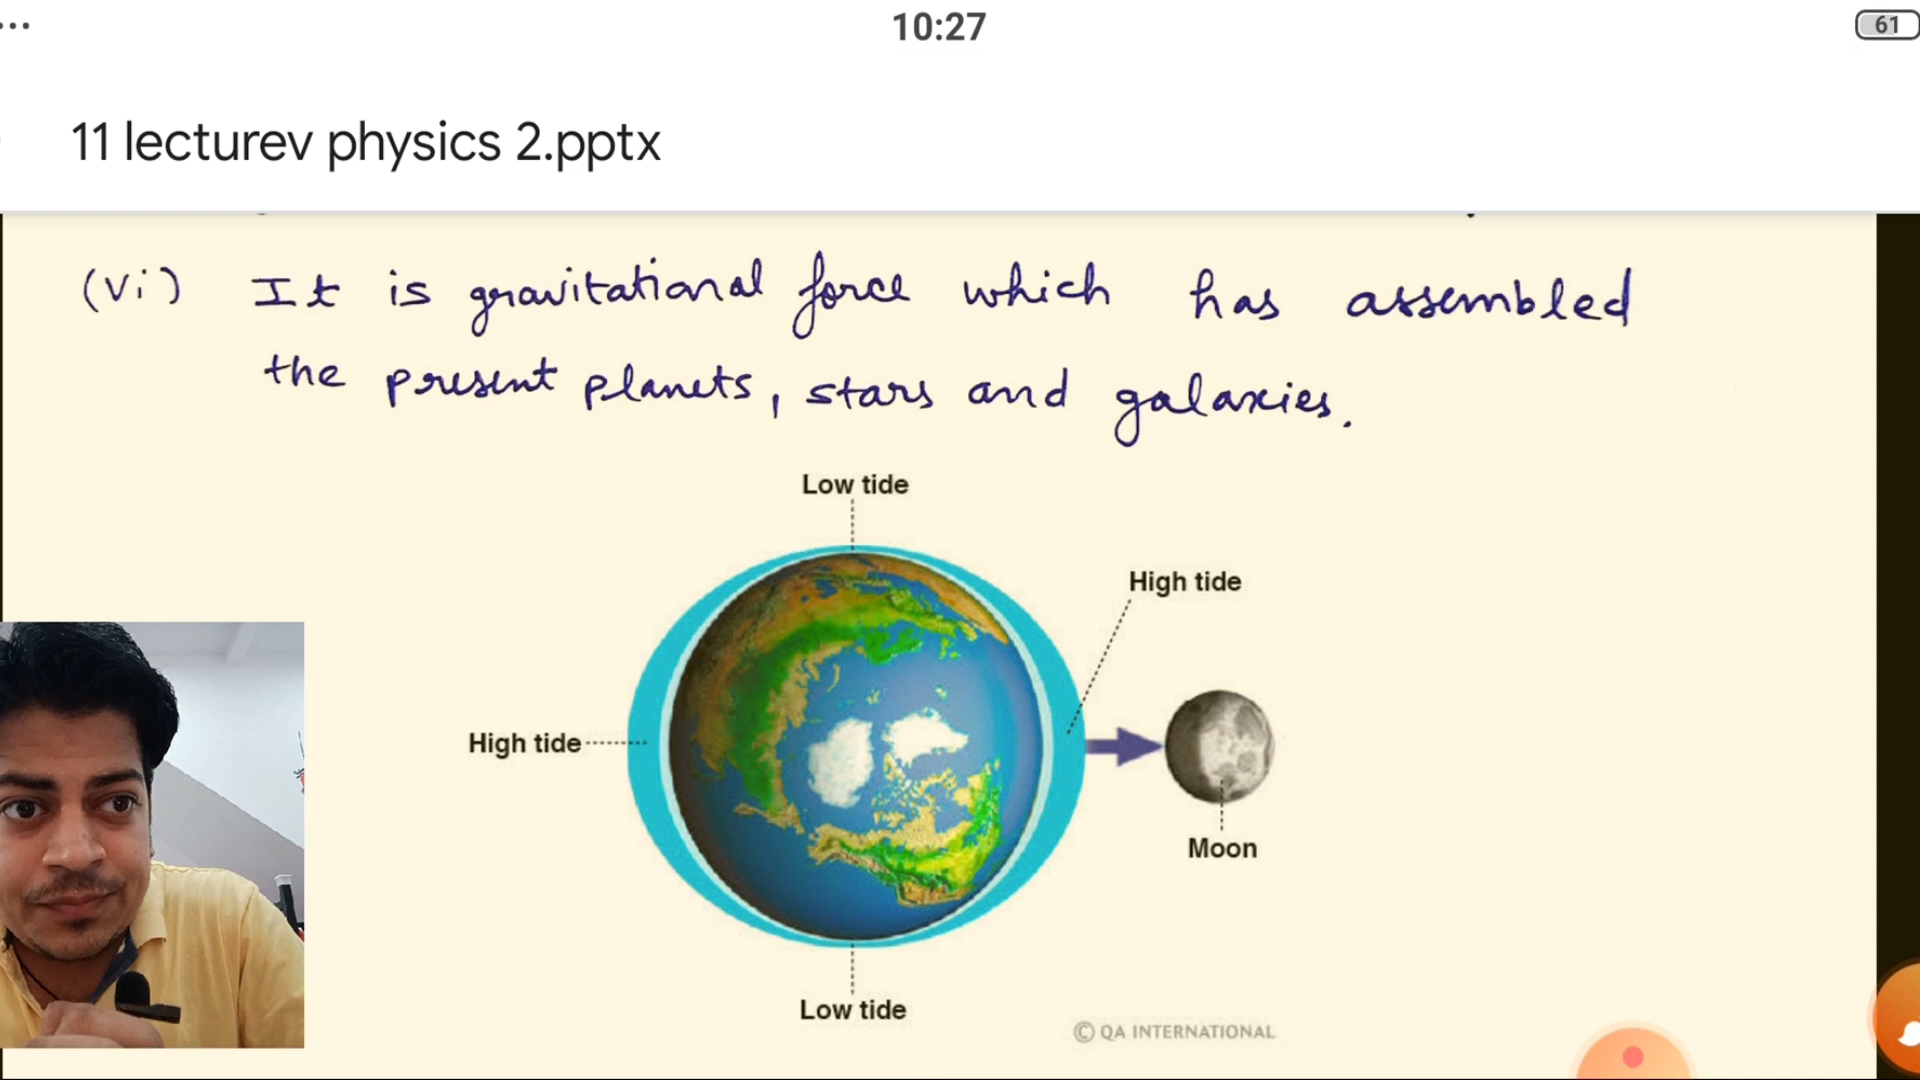 ...
10:27
61
11 lecturev physics 2.pptx
(vi) It is gravitational force which has assembled
the present planets, stars and galaxies.
Low tide
High tide
High tide
Moon
Low tide
© QA INTERNATIONAL